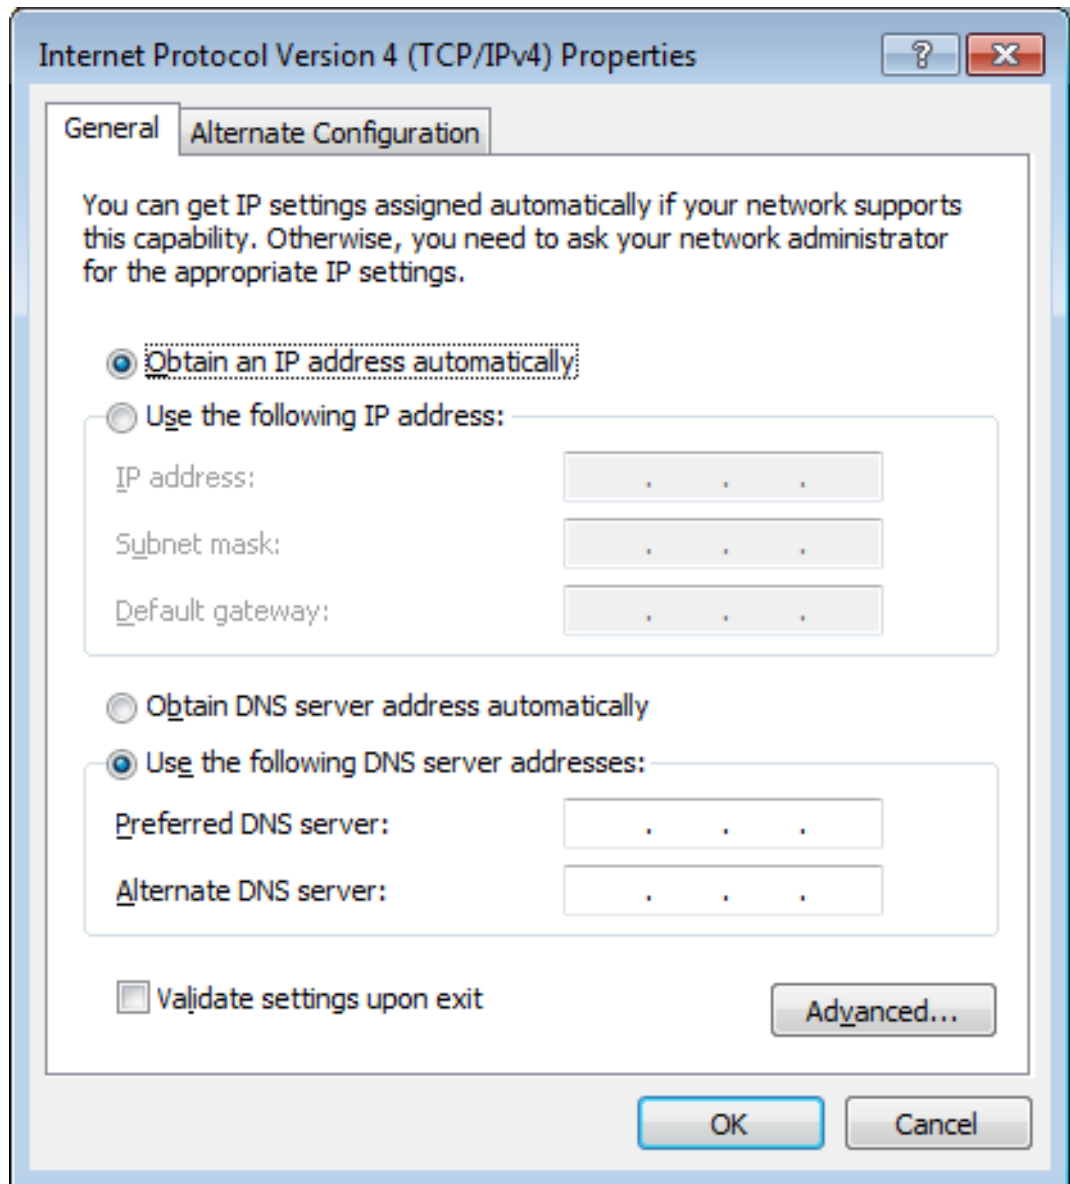 Internet Protocol Version 4 (TCP/IPv4) Properties
?
General
Alternate Configuration
You can get IP settings assigned automatically if your network supports
this capability. Otherwise, you need to ask your network administrator
for the appropriate IP settings.
Obtain an IP address automatically
Use the following IP address:
IP address: . . .
Subnet mask: . . .
Default gateway: . . .
Obtain DNS server address automatically
Use the following DNS server addresses:
Preferred DNS server: . . .
Alternate DNS server: . . .
Validate settings upon exit
Advanced...
OK
Cancel